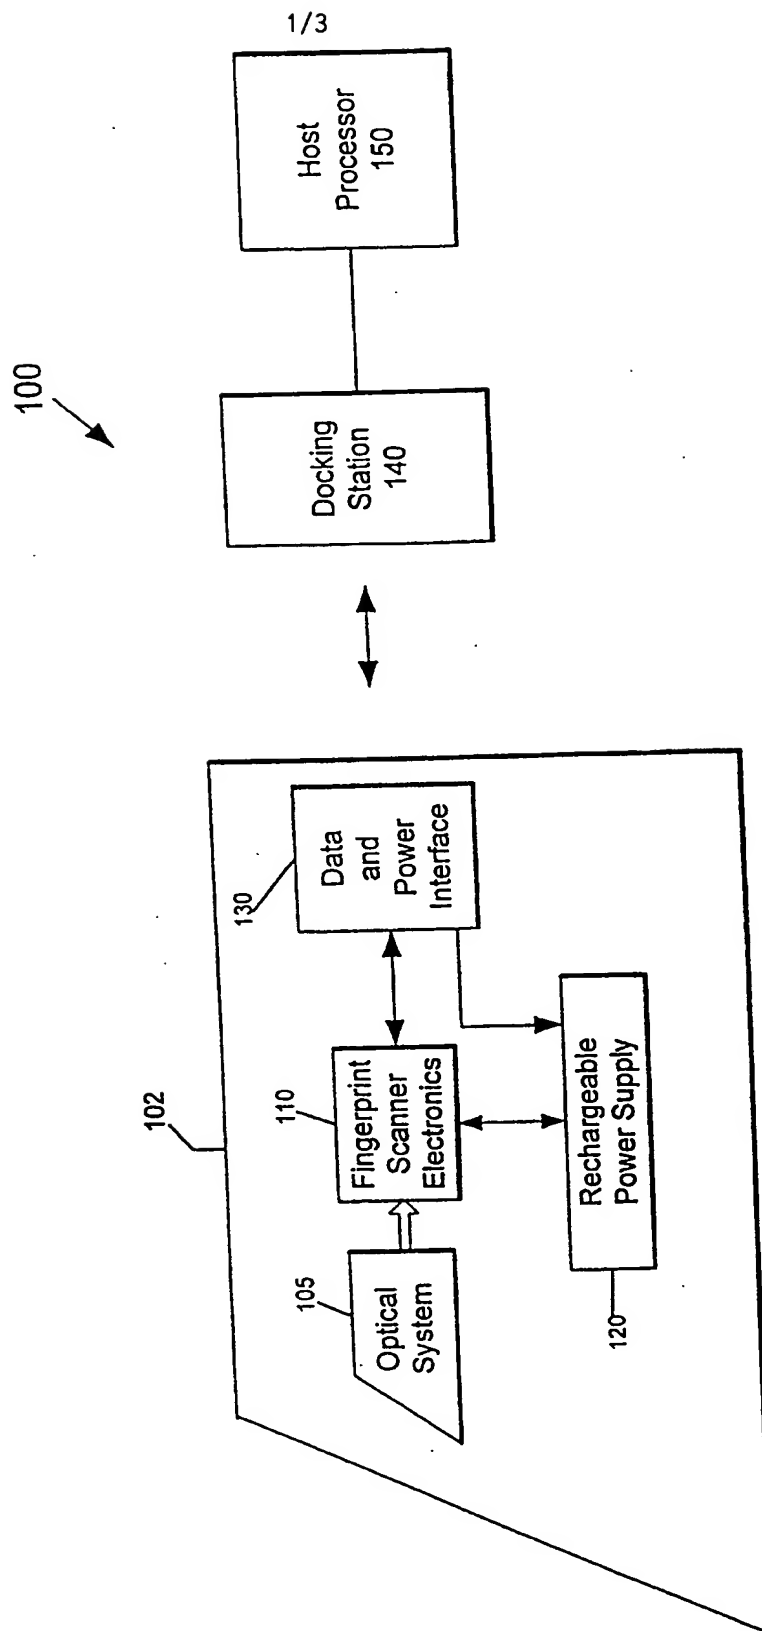 1/3
100
Host
Processor
150
Docking
Station
140
102
130
Data
and
Power
Interface
110
Fingerprint
Scanner
Electronics
105
Optical
System
Rechargeable
Power Supply
120